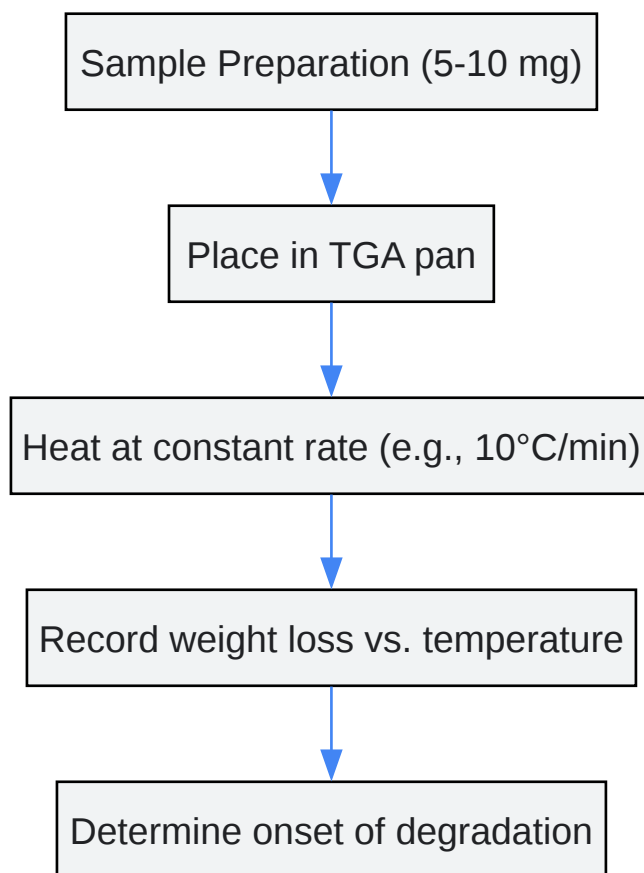 Sample Preparation (5-10 mg)
Place in TGA pan
Heat at constant rate (e.g., 10°C/min)
Record weight loss vs. temperature
Determine onset of degradation